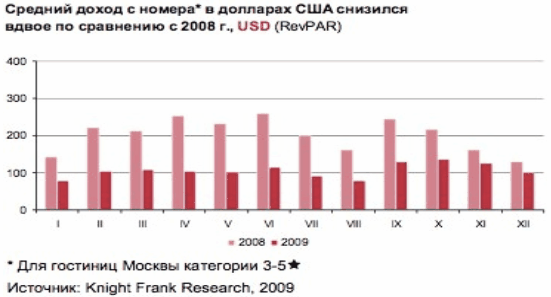 Средний доход с номера* в долларах США снизился
вдвое по сравнению с 2008 г., USD (RevPAR)
400
300
200
100
0
I II III IV V VI VII VIII IX X XI XII
2008 2009
* Для гостиниц Москвы категории 3-5★
Источник: Knight Frank Research, 2009